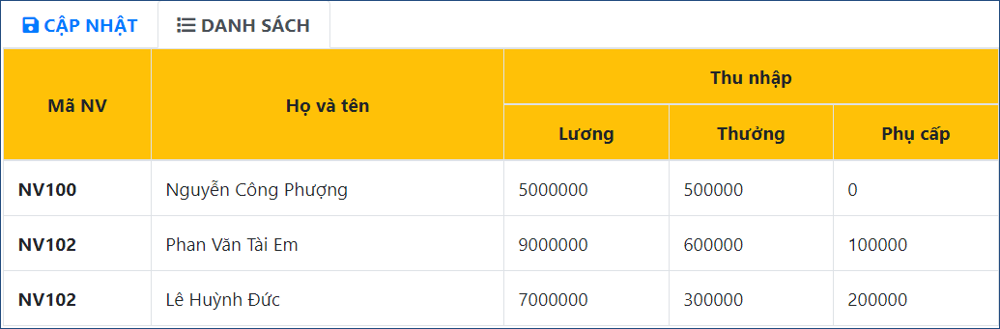 CẬP NHẬT DANH SÁCH
Thu nhập
Mã NV Họ và tên
Lương Thưởng Phụ cấp
NV100 Nguyễn Công Phượng 5000000 500000 0
NV102 Phan Văn Tài Em 9000000 600000 100000
NV102 Lê Huỳnh Đức 7000000 300000 200000